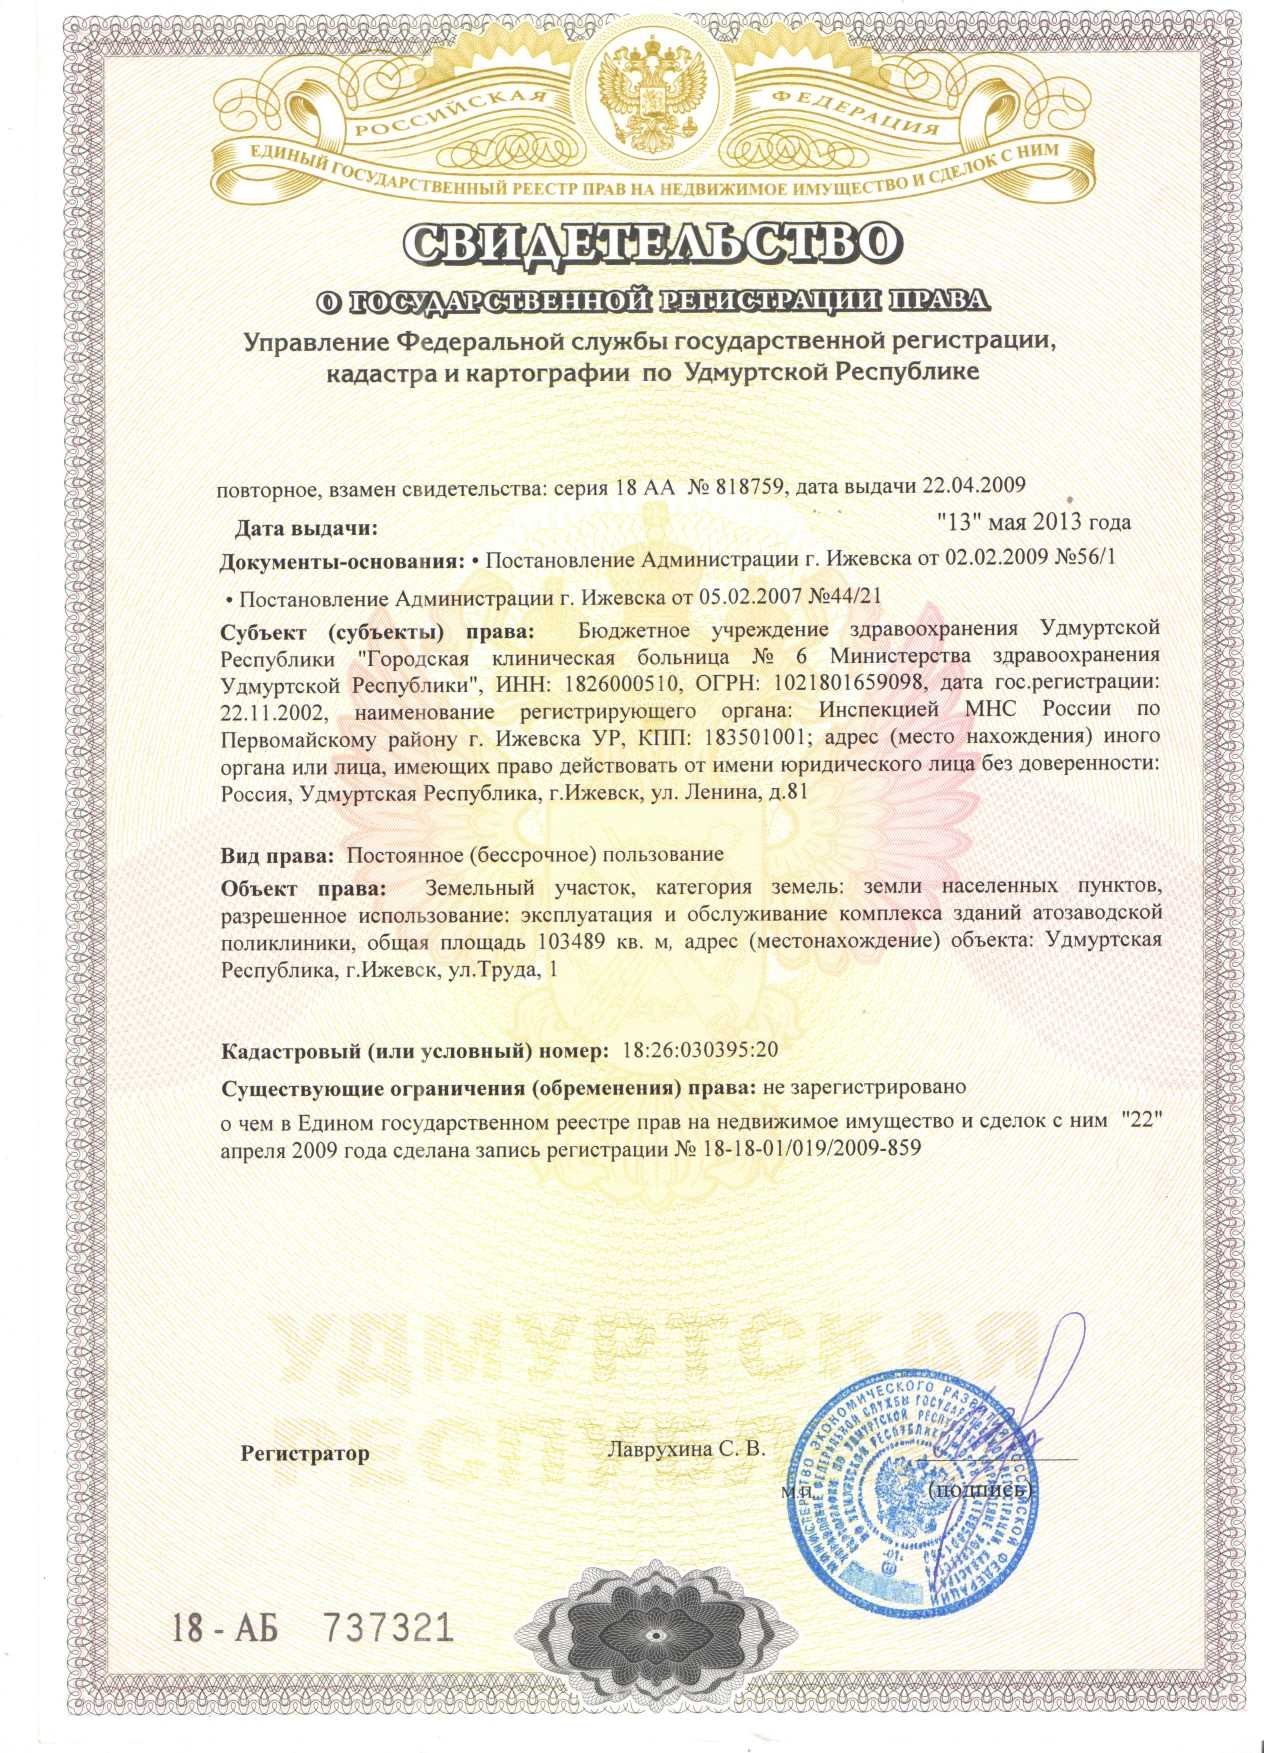 РОССИЙСКАЯ ФЕДЕРАЦИЯ
ЕДИНЫЙ ГОСУДАРСТВЕННЫЙ РЕЕСТР ПРАВ НА НЕДВИЖИМОЕ ИМУЩЕСТВО И СДЕЛОК С НИМ
СВИДЕТЕЛЬСТВО
О ГОСУДАРСТВЕННОЙ РЕГИСТРАЦИИ ПРАВА
Управление Федеральной службы государственной регистрации,
кадастра и картографии по Удмуртской Республике
повторное, взамен свидетельства: серия 18 АА № 818759, дата выдачи 22.04.2009
Дата выдачи: "13" мая 2013 года
Документы-основания: • Постановление Администрации г. Ижевска от 02.02.2009 №56/1
• Постановление Администрации г. Ижевска от 05.02.2007 №44/21
Субъект (субъекты) права: Бюджетное учреждение здравоохранения Удмуртской
Республики "Городская клиническая больница № 6 Министерства здравоохранения
Удмуртской Республики", ИНН: 1826000510, ОГРН: 1021801659098, дата гос.регистрации:
22.11.2002, наименование регистрирующего органа: Инспекцией МНС России по
Первомайскому району г. Ижевска УР, КПП: 183501001; адрес (место нахождения) иного
органа или лица, имеющих право действовать от имени юридического лица без доверенности:
Россия, Удмуртская Республика, г.Ижевск, ул. Ленина, д.81
Вид права: Постоянное (бессрочное) пользование
Объект права: Земельный участок, категория земель: земли населенных пунктов,
разрешенное использование: эксплуатация и обслуживание комплекса зданий атозаводской
поликлиники, общая площадь 103489 кв. м, адрес (местонахождение) объекта: Удмуртская
Республика, г.Ижевск, ул.Труда, 1
Кадастровый (или условный) номер: 18:26:030395:20
Существующие ограничения (обременения) права: не зарегистрировано
о чем в Едином государственном реестре прав на недвижимое имущество и сделок с ним "22"
апреля 2009 года сделана запись регистрации № 18-18-01/019/2009-859
УДМУРТСКАЯ
РЕСПУБЛИКА
Регистратор Лаврухина С. В.
м.п. (подпись)
МИНИСТЕРСТВО ЭКОНОМИЧЕСКОГО РАЗВИТИЯ РОССИЙСКОЙ ФЕДЕРАЦИИ
18 - АБ 737321